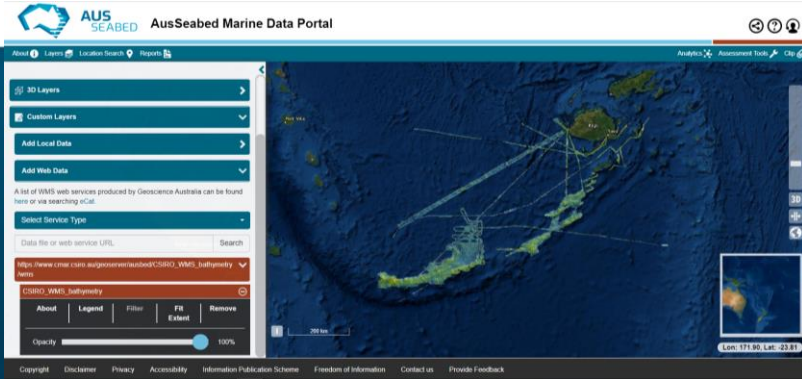 AUS
SEABED
AusSeabed Marine Data Portal
About Layers Location Search Reports
Analytics Assessment Tools Clip
3D Layers
Custom Layers
Add Local Data
Add Web Data
A list of WMS web services produced by Geoscience Australia can be found
here or via searching eCat.
Select Service Type
Data file or web service URL Search
https://www.cmar.csiro.au/geoserver/ausbed/CSIRO_WMS_bathymetry
/wms
CSIRO_WMS_bathymetry
About Legend Filter Fit Extent Remove
Opacity 100%
200 km
3D
Lon: 171.90, Lat: -23.81
Copyright Disclaimer Privacy Accessibility Information Publication Scheme Freedom of Information Contact us Provide Feedback